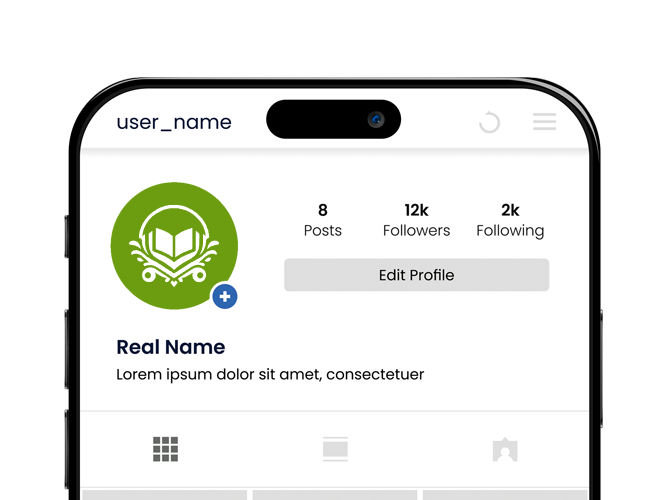 user_name
8 12k 2k
Posts Followers Following
Edit Profile
Real Name
Lorem ipsum dolor sit amet, consectetuer